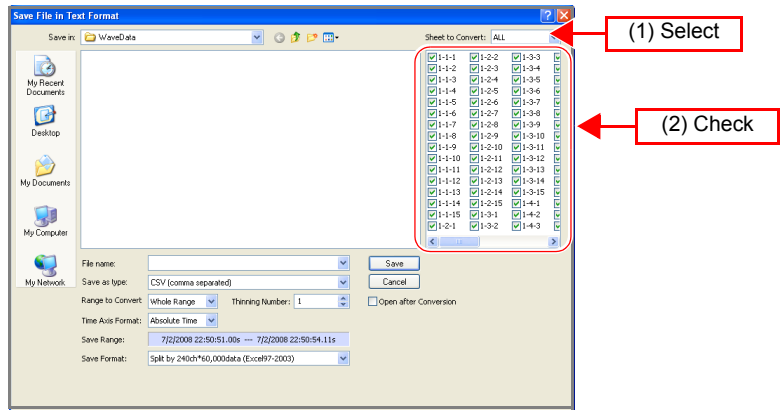 Save File in Text Format
Save in: WaveData
Sheet to Convert: ALL
(1) Select
My Recent
Documents
Desktop
My Documents
My Computer
My Network
1-1-1 1-2-2 1-3-3
1-1-2 1-2-3 1-3-4
1-1-3 1-2-4 1-3-5
1-1-4 1-2-5 1-3-6
1-1-5 1-2-6 1-3-7
1-1-6 1-2-7 1-3-8
1-1-7 1-2-8 1-3-9
1-1-8 1-2-9 1-3-10
1-1-9 1-2-10 1-3-11
1-1-10 1-2-11 1-3-12
1-1-11 1-2-12 1-3-13
1-1-12 1-2-13 1-3-14
1-1-13 1-2-14 1-3-15
1-1-14 1-2-15 1-4-1
1-1-15 1-3-1 1-4-2
1-2-1 1-3-2 1-4-3
(2) Check
File name:
Save
Save as type: CSV (comma separated)
Cancel
Range to Convert Whole Range Thinning Number: 1
Open after Conversion
Time Axis Format: Absolute Time
Save Range: 7/2/2008 22:50:51.00s --- 7/2/2008 22:50:54.11s
Save Format: Split by 240ch*60,000data (Excel97-2003)